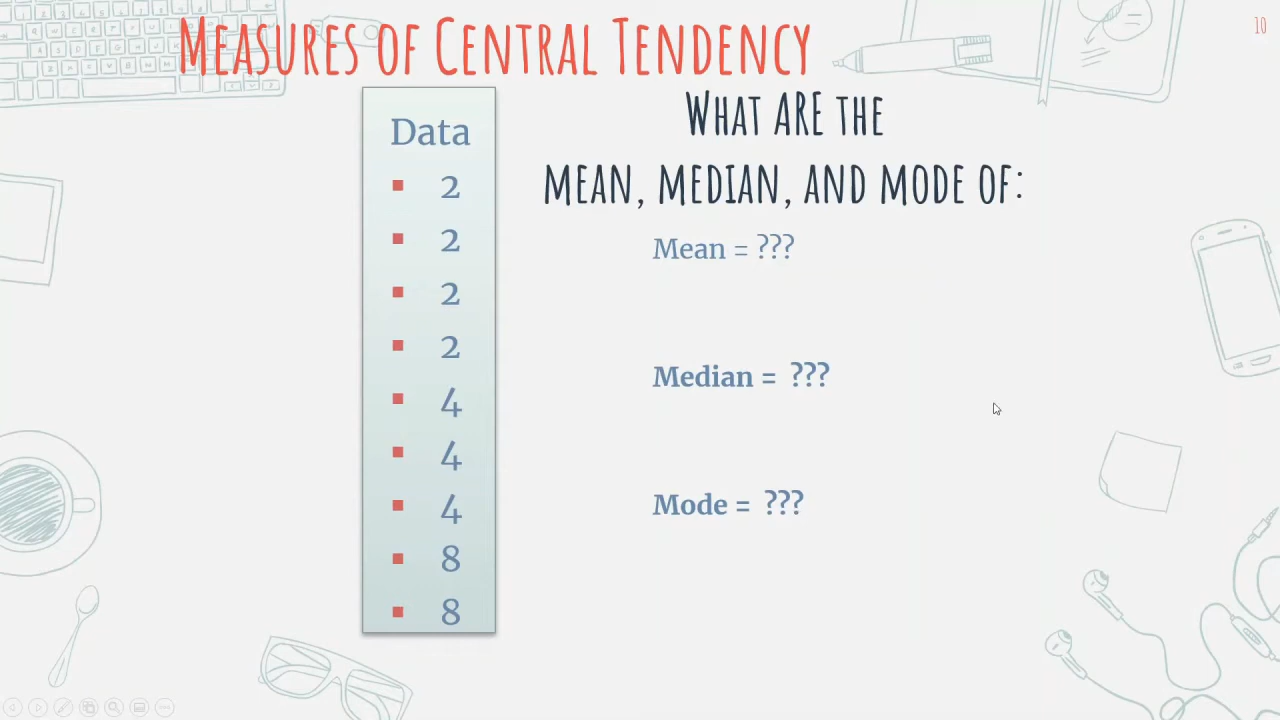 10
Measures of Central Tendency
Data
▪ 2
▪ 2
▪ 2
▪ 2
▪ 4
▪ 4
▪ 4
▪ 8
▪ 8
What ARE the
mean, median, and mode of:
Mean = ???
Median = ???
Mode = ???